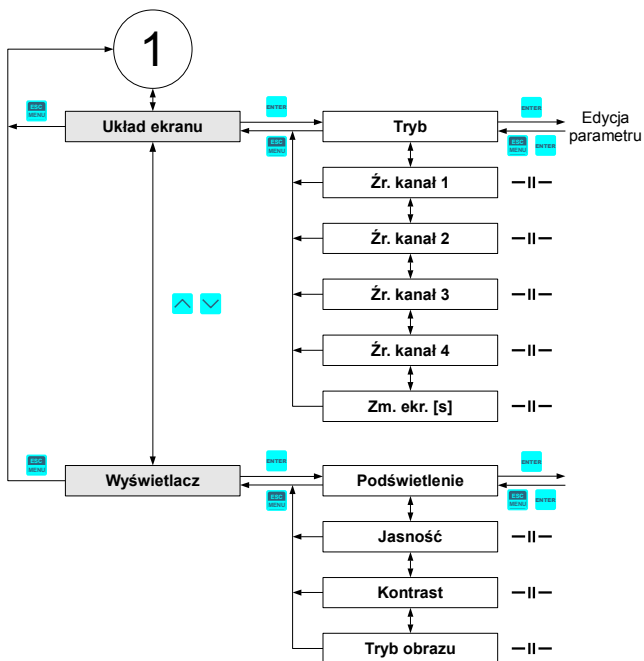 1
ESC
MENU
Układ ekranu
ENTER
ESC
MENU
Tryb
ENTER
ESC
MENU
ENTER
Edycja
parametru
Źr. kanał 1
—II—
Źr. kanał 2
—II—
Źr. kanał 3
—II—
Źr. kanał 4
—II—
Zm. ekr. [s]
—II—
ESC
MENU
Wyświetlacz
ENTER
ESC
MENU
Podświetlenie
ENTER
ESC
MENU
ENTER
Jasność
—II—
Kontrast
—II—
Tryb obrazu
—II—